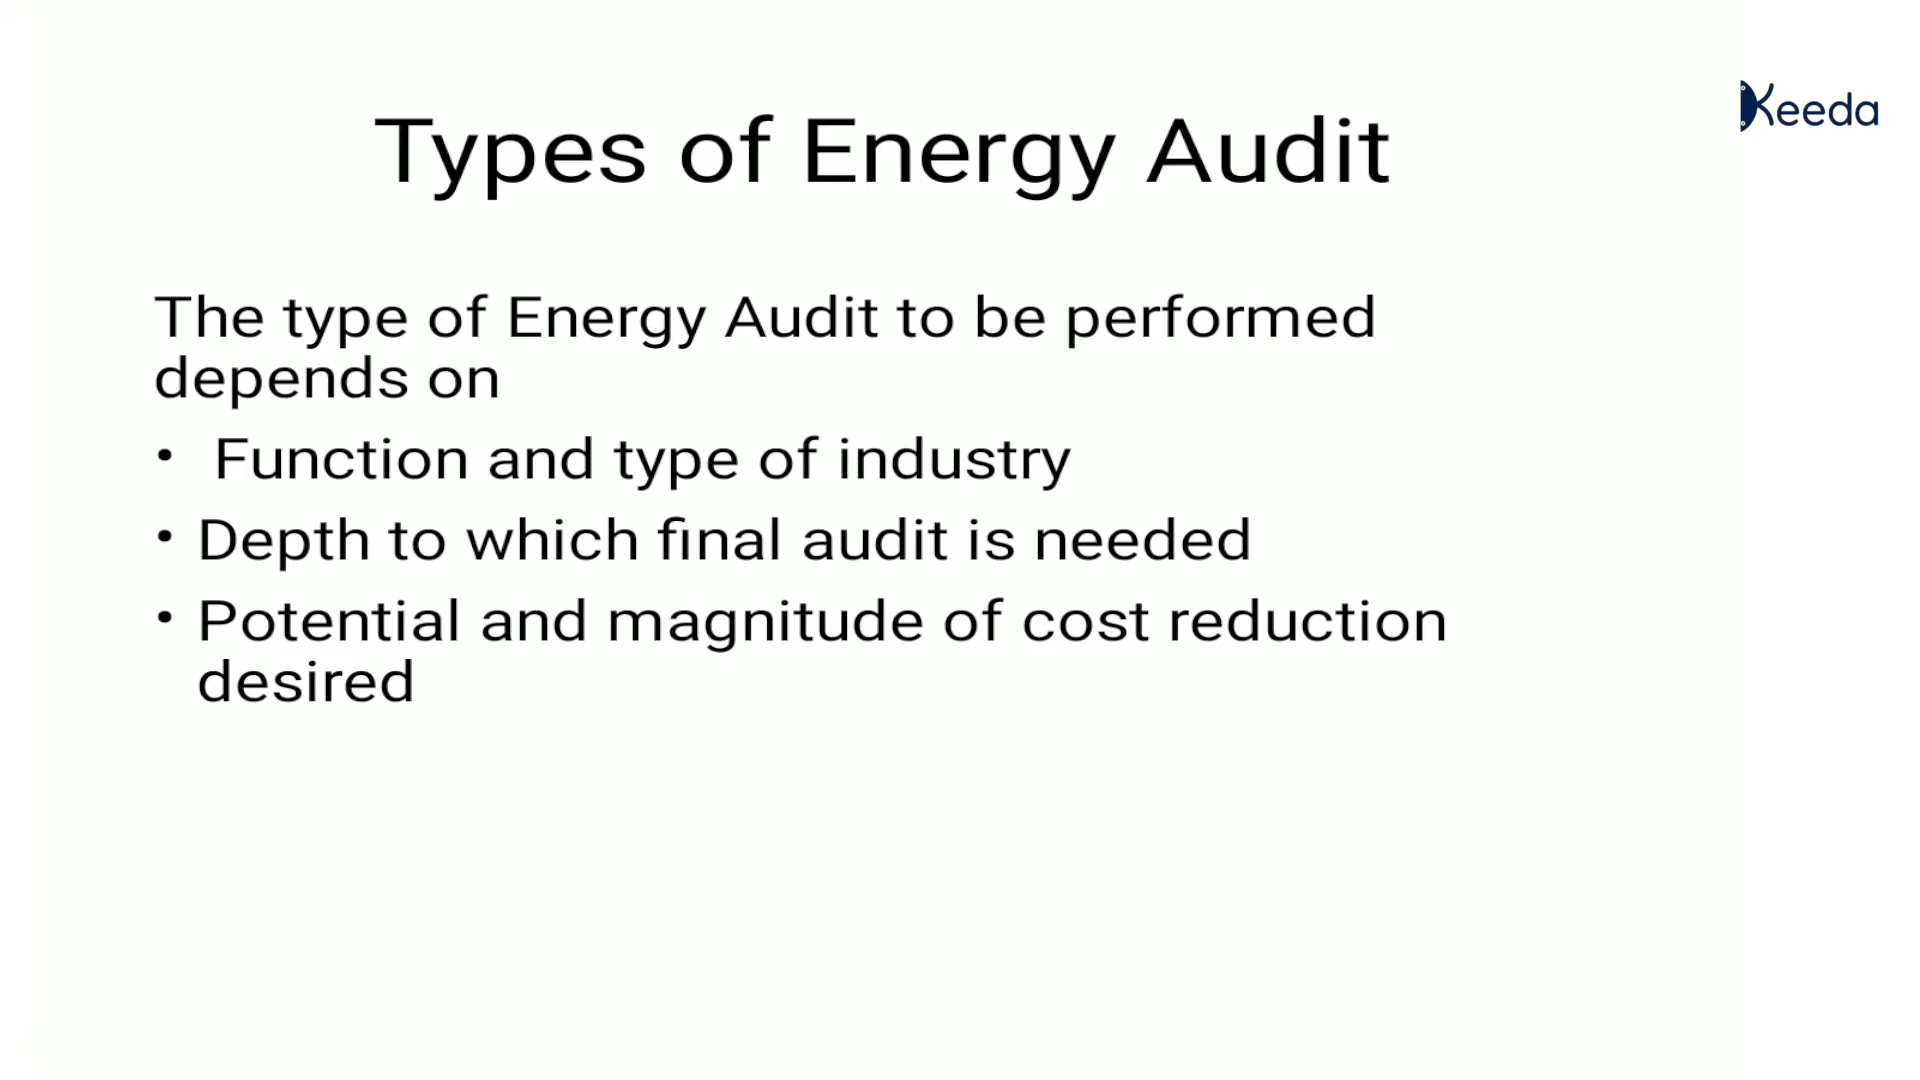 Keeda
Types of Energy Audit
The type of Energy Audit to be performed
depends on
• Function and type of industry
• Depth to which final audit is needed
• Potential and magnitude of cost reduction
desired